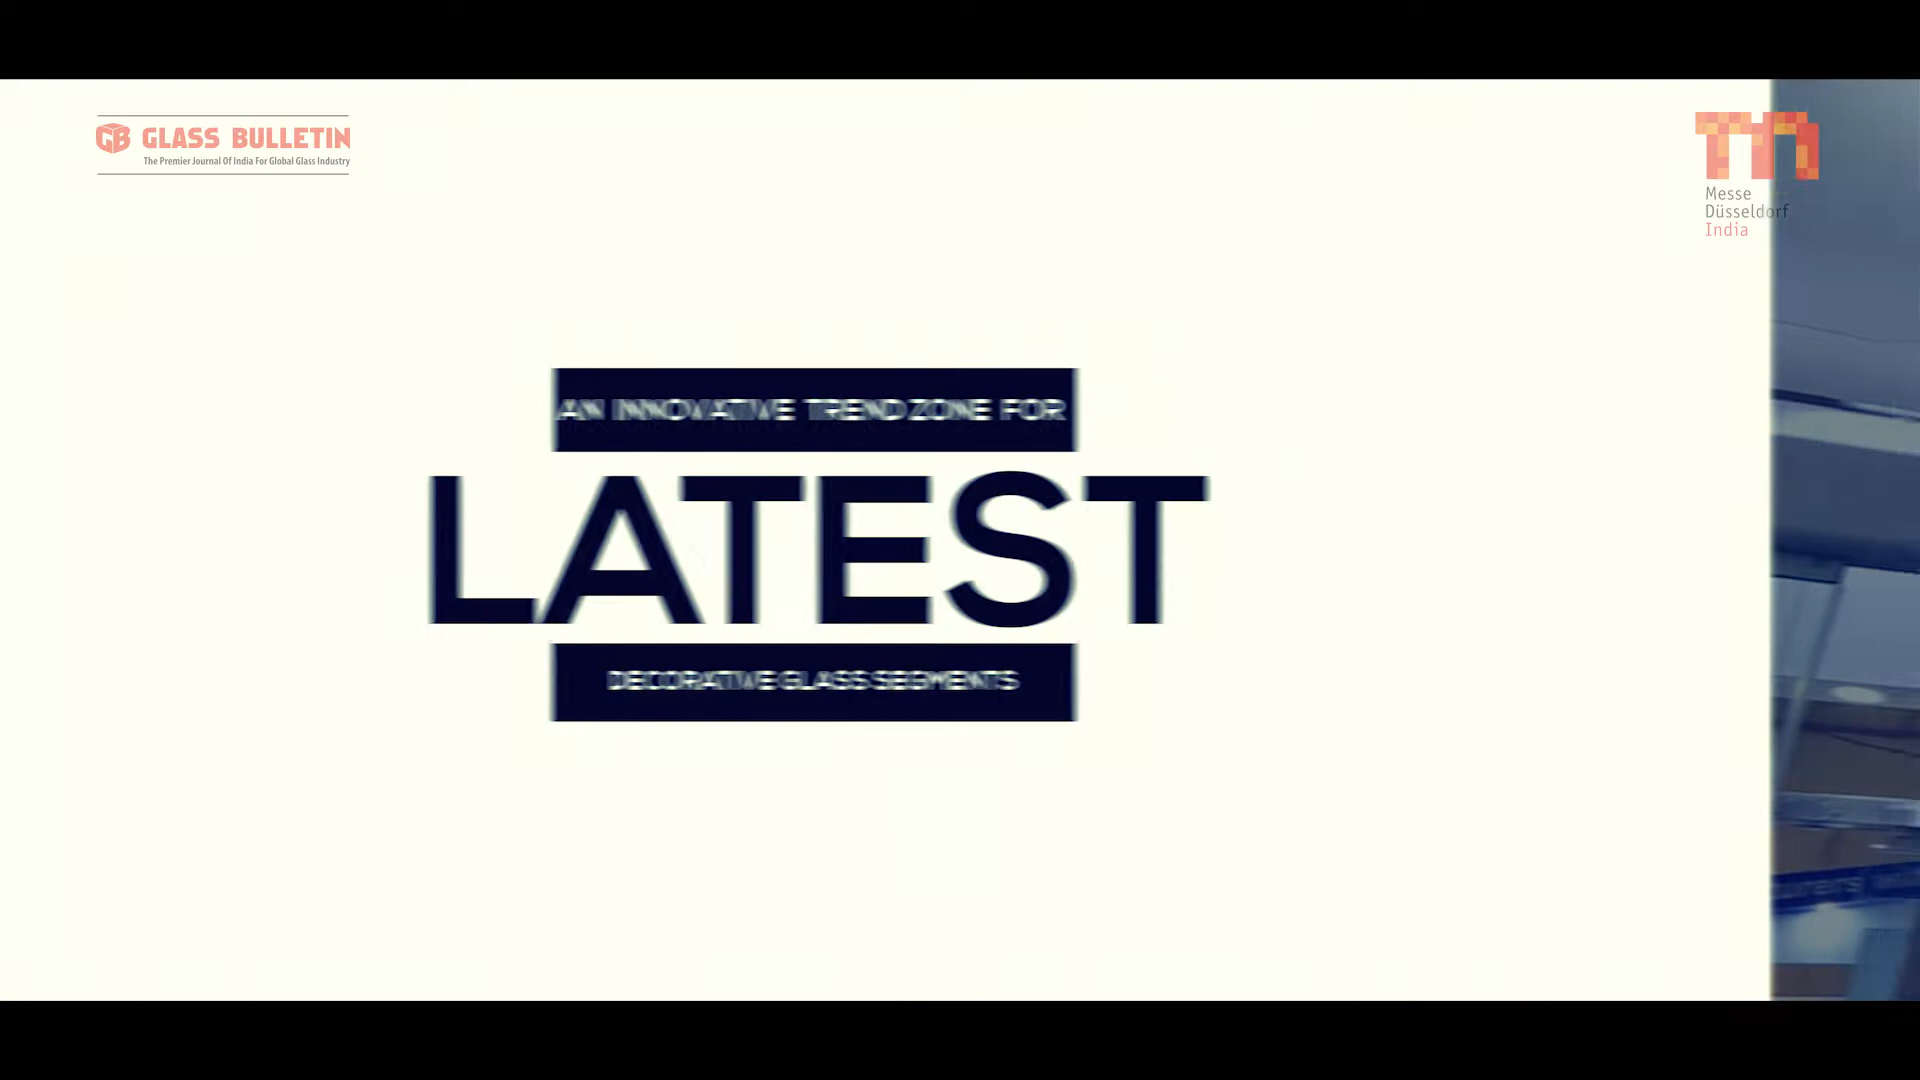 GB GLASS BULLETIN
The Premier Journal Of India For Global Glass Industry
Messe
Düsseldorf
India
AN INNOVATIVE TREND ZONE FOR
LATEST
DECORATIVE GLASS SEGMENTS